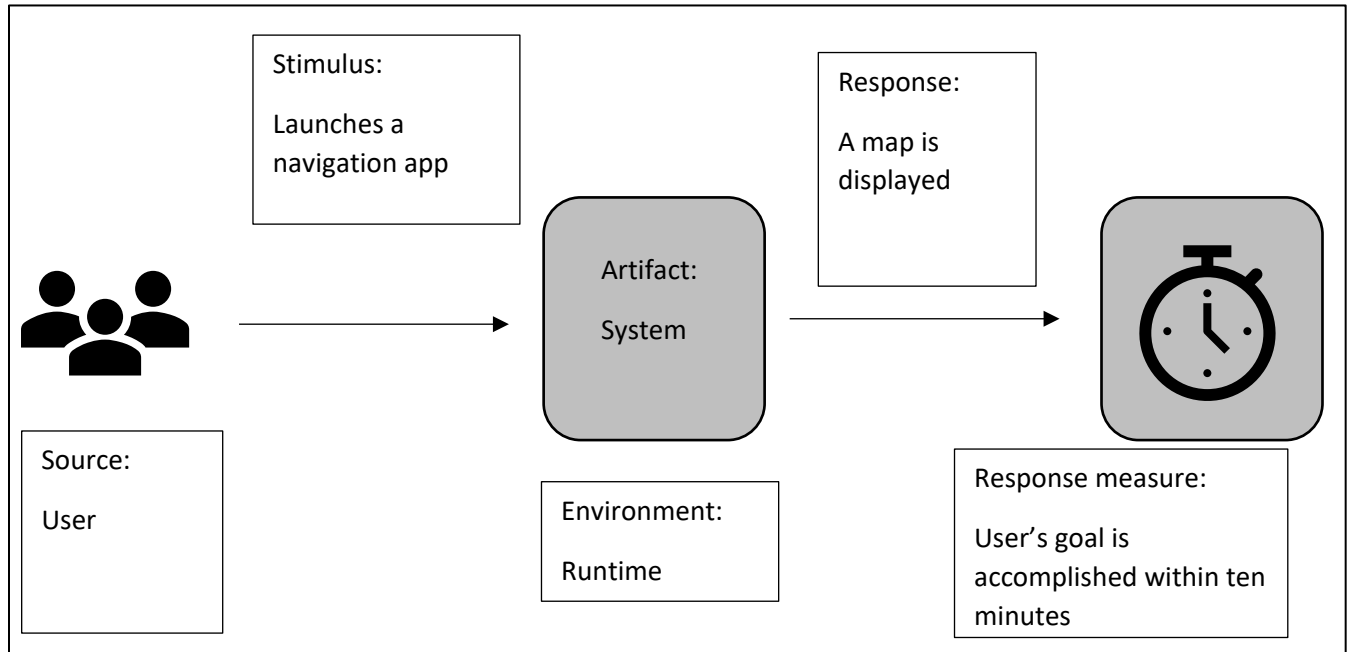 Stimulus:
Launches a
navigation app
Response:
A map is
displayed
Artifact:
System
Source:
User
Environment:
Runtime
Response measure:
User’s goal is
accomplished within ten
minutes